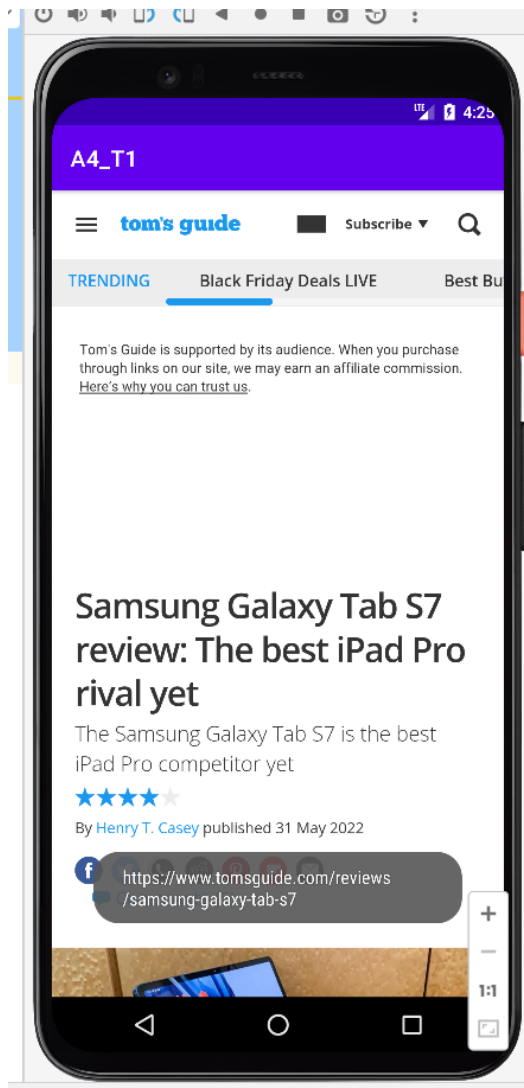 LTE 4:25
A4_T1
tom's guide Subscribe ▼
TRENDING Black Friday Deals LIVE Best Bu
Tom's Guide is supported by its audience. When you purchase
through links on our site, we may earn an affiliate commission.
Here's why you can trust us.
Samsung Galaxy Tab S7
review: The best iPad Pro
rival yet
The Samsung Galaxy Tab S7 is the best
iPad Pro competitor yet
By Henry T. Casey published 31 May 2022
https://www.tomsguide.com/reviews
/samsung-galaxy-tab-s7
1:1